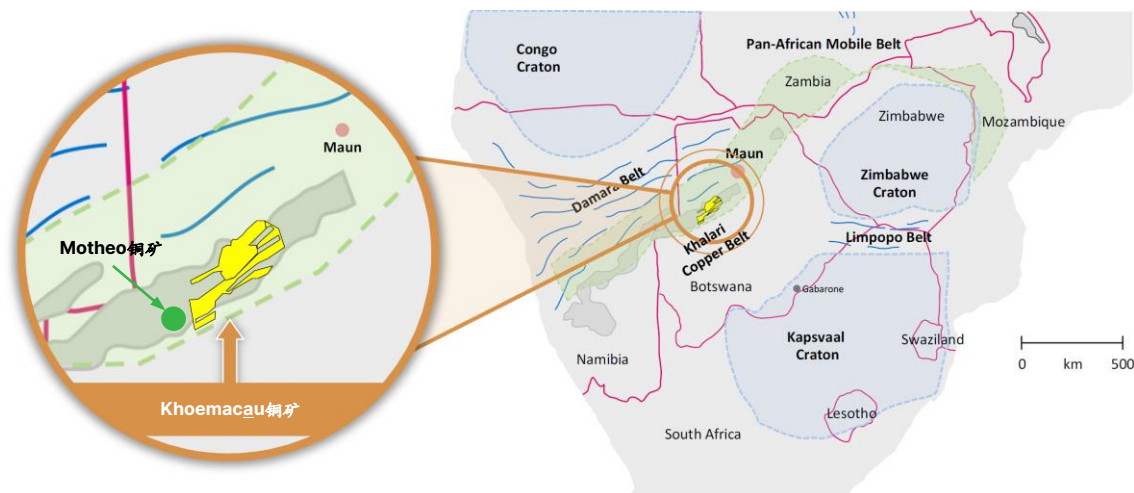 Maun
Motheo铜矿
Khoemacau铜矿
Congo
Craton
Pan-African Mobile Belt
Zambia
Zimbabwe
Mozambique
Maun
Damara Belt
Zimbabwe
Craton
Khalari
Copper Belt
Limpopo Belt
Botswana
Gabarone
Namibia
Kapsvaal
Craton
Swaziland
0 km 500
Lesotho
South Africa